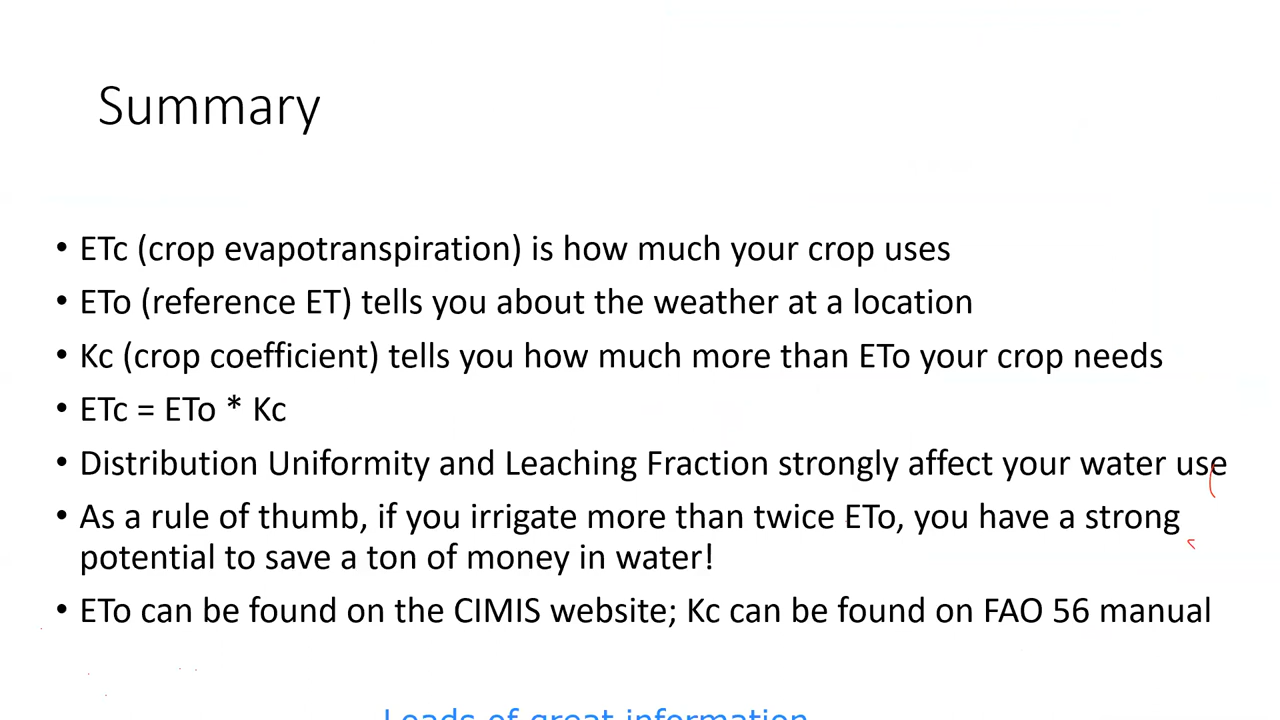 Summary
• ETc (crop evapotranspiration) is how much your crop uses
• ETo (reference ET) tells you about the weather at a location
• Kc (crop coefficient) tells you how much more than ETo your crop needs
• ETc = ETo * Kc
• Distribution Uniformity and Leaching Fraction strongly affect your water use
• As a rule of thumb, if you irrigate more than twice ETo, you have a strong
potential to save a ton of money in water!
• ETo can be found on the CIMIS website; Kc can be found on FAO 56 manual
Loads of great information